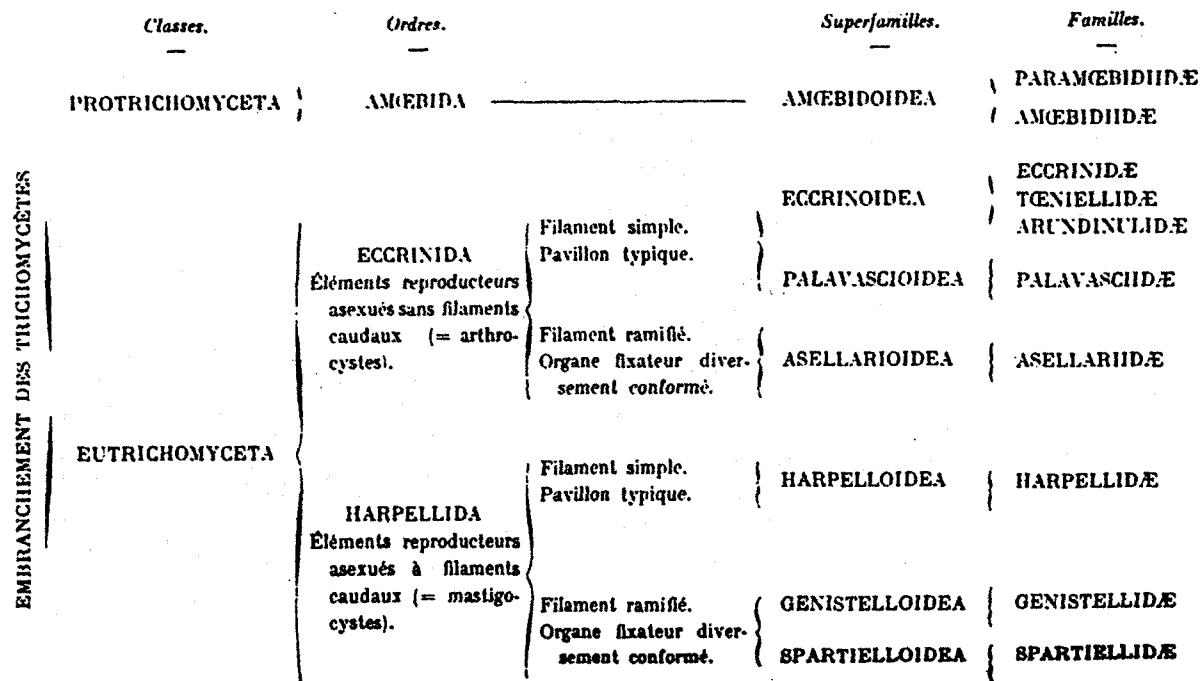 Classes. Ordres. Superfamilles. Familles.
PROTRICHOMYCETA AMŒBIDA AMŒBIDOIDEA PARAMŒBIDIIDÆ
AMŒBIDIIDÆ
EMBRANCHEMENT DES TRICHOMYCÈTES
EUTRICHOMYCETA
ECCRINIDA
Éléments reproducteurs
asexués sans filaments
caudaux (= arthro-
cystes).
Filament simple.
Pavillon typique.
ECCRINOIDEA
ECCRINIDÆ
TŒNIELLIDÆ
ARUNDINULIDÆ
PALAVASCIOIDEA PALAVASCIIDÆ
Filament ramifié.
Organe fixateur diver-
sement conformé.
ASELLARIOIDEA ASELLARIIDÆ
HARPELLIDA
Éléments reproducteurs
asexués à filaments
caudaux (= mastigo-
cystes).
Filament simple.
Pavillon typique.
HARPELLOIDEA HARPELLIDÆ
Filament ramifié.
Organe fixateur diver-
sement conformé.
GENISTELLOIDEA GENISTELLIDÆ
SPARTIELLOIDEA SPARTIELLIDÆ